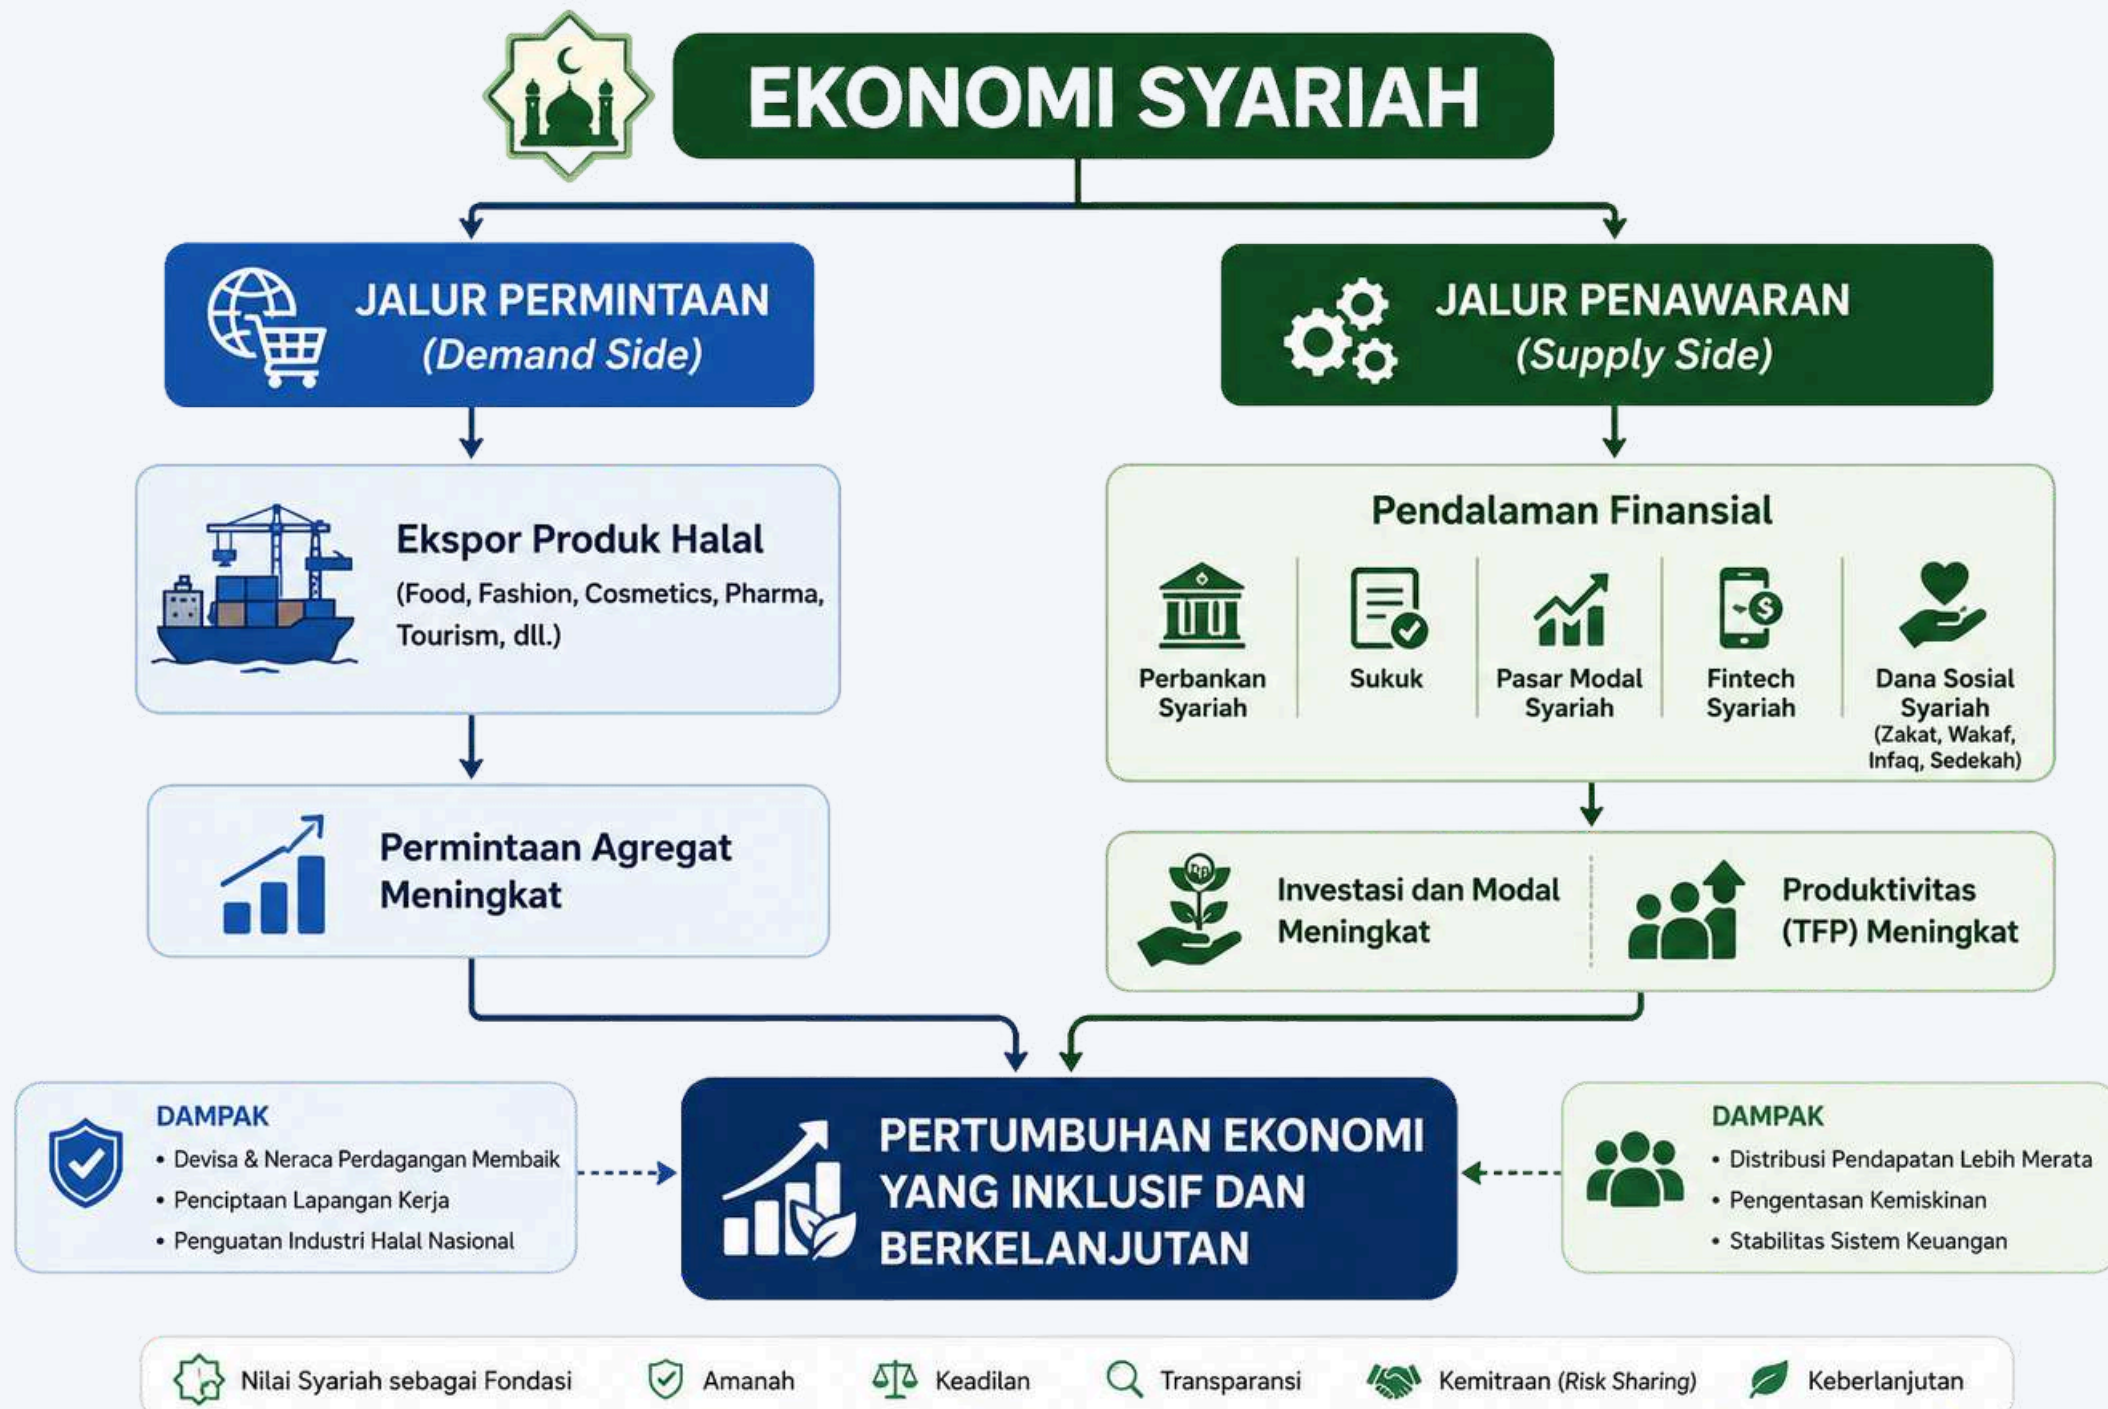 EKONOMI SYARIAH
JALUR PERMINTAAN
(Demand Side)
Ekspor Produk Halal
(Food, Fashion, Cosmetics, Pharma,
Tourism, dll.)
Permintaan Agregat
Meningkat
JALUR PENAWARAN
(Supply Side)
Pendalaman Finansial
Perbankan
Syariah
Sukuk
Pasar Modal
Syariah
Fintech
Syariah
Dana Sosial
Syariah
(Zakat, Wakaf,
Infaq, Sedekah)
Investasi dan Modal
Meningkat
Produktivitas
(TFP) Meningkat
DAMPAK
• Devisa & Neraca Perdagangan Membaik
• Penciptaan Lapangan Kerja
• Penguatan Industri Halal Nasional
PERTUMBUHAN EKONOMI
YANG INKLUSIF DAN
BERKELANJUTAN
DAMPAK
• Distribusi Pendapatan Lebih Merata
• Pengentasan Kemiskinan
• Stabilitas Sistem Keuangan
Nilai Syariah sebagai Fondasi
Amanah
Keadilan
Transparansi
Kemitraan (Risk Sharing)
Keberlanjutan